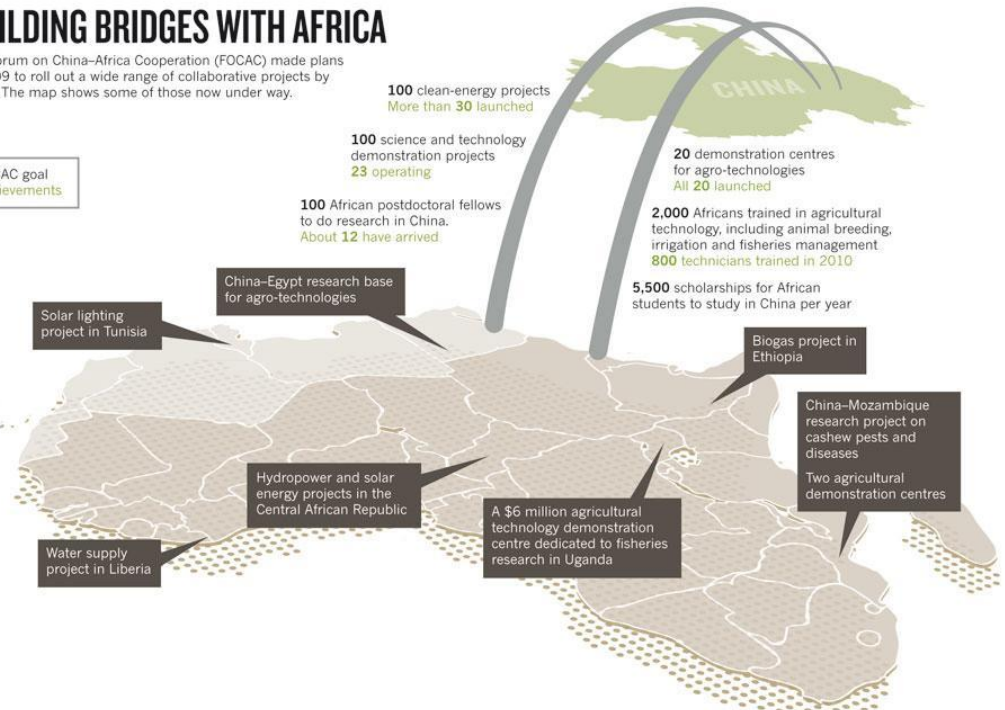 ILDING BRIDGES WITH AFRICA
orum on China–Africa Cooperation (FOCAC) made plans
09 to roll out a wide range of collaborative projects by
The map shows some of those now under way.
AC goal
ievements
CHINA
100 clean-energy projects
More than 30 launched
100 science and technology
demonstration projects
23 operating
100 African postdoctoral fellows
to do research in China.
About 12 have arrived
20 demonstration centres
for agro-technologies
All 20 launched
2,000 Africans trained in agricultural
technology, including animal breeding,
irrigation and fisheries management
800 technicians trained in 2010
5,500 scholarships for African
students to study in China per year
China–Egypt research base
for agro-technologies
Solar lighting
project in Tunisia
Biogas project in
Ethiopia
China–Mozambique
research project on
cashew pests and
diseases
Two agricultural
demonstration centres
Hydropower and solar
energy projects in the
Central African Republic
A $6 million agricultural
technology demonstration
centre dedicated to fisheries
research in Uganda
Water supply
project in Liberia